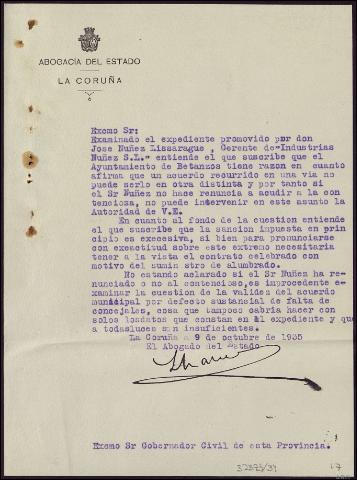 ABOGACÍA DEL ESTADO
LA CORUÑA
Excmo Sr:
Examinado el expediente promovido por don
Jose Nuñez Lissarague, Gerente de "Industrias
Nuñez S.L." entiende el que suscribe que el
Ayuntamiento de Betanzos tiene razon en cuanto
afirma que un acuerdo recurrido en una via no
puede serlo en otra distinta y por tanto si
el Sr Nuñez no hace renuncia a acudir a la con
tenciosa, no puede intervenir en este asunto la
Autoridad de V.E.
En cuanto al fondo de la cuestion entiende
el que suscribe que la sancion impuesta en prin
cipio es excesiva, si bien para pronunciarse
con exactitud sobre este extremo necesitaria
tener a la vista el contrato celebrado con
motivo del sumin stro de alumbrado.
No estando aclarado si el Sr Nuñez ha re-
nunciado o no al contencioso, es improcedente e-
xaminar la cuestion de la validez del acuerdo
municipal por defecto sustancial de falta de
concejales, cosa que tampoco cabria hacer con
solos losdatos que constan en el expediente y que
a todasluces son insuficientes.
La Coruña a 9 de octubre de 1935
El Abogado del Estado
Excmo Sr Gobernador Civil de esta Provincia.